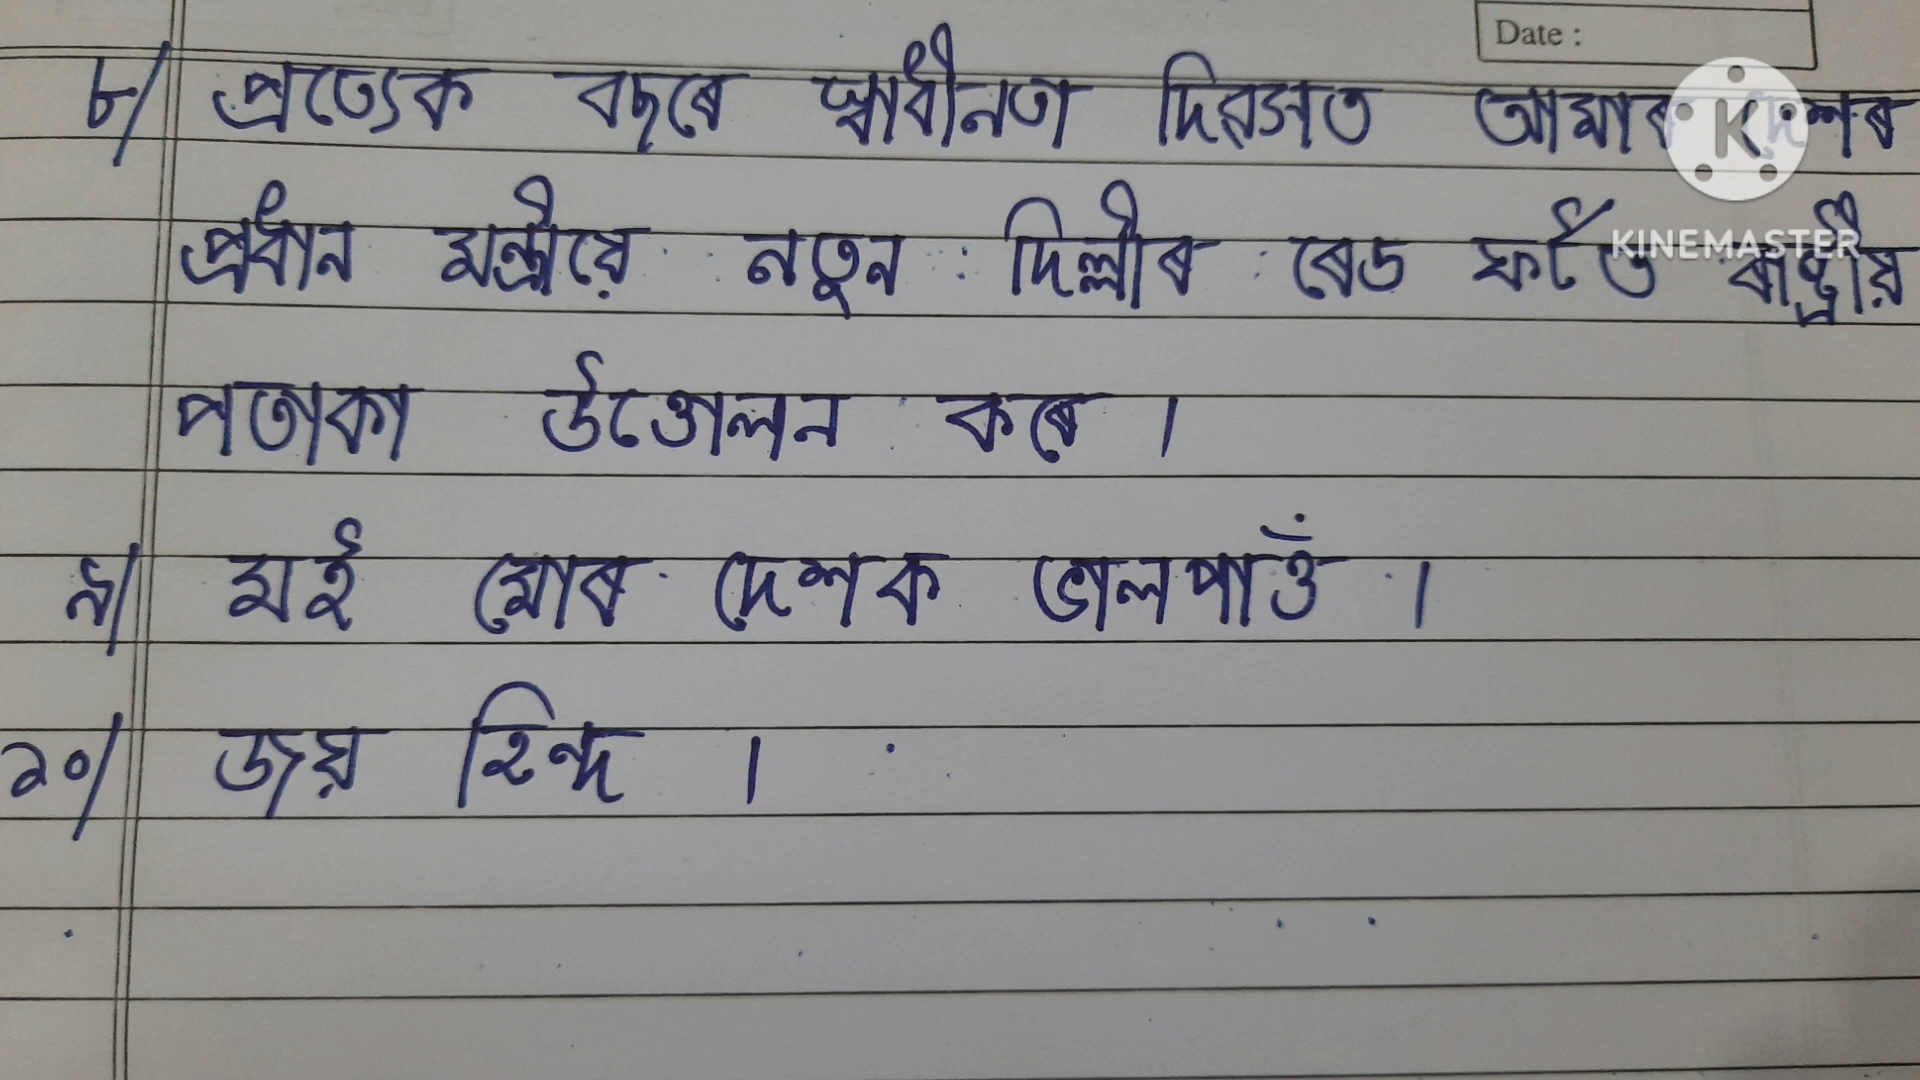 Date :
৮/ প্ৰত্যেক বছৰে স্বাধীনতা দিৱসত আমাৰ দেশৰ
প্ৰধান মন্ত্ৰীয়ে নতুন দিল্লীৰ ৰেড ফৰ্টত ৰাষ্ট্ৰীয়
KINEMASTER
পতাকা উত্তোলন কৰে ।
৯/ মই মোৰ দেশক ভালপাওঁ ।
১০/ জয় হিন্দ ।